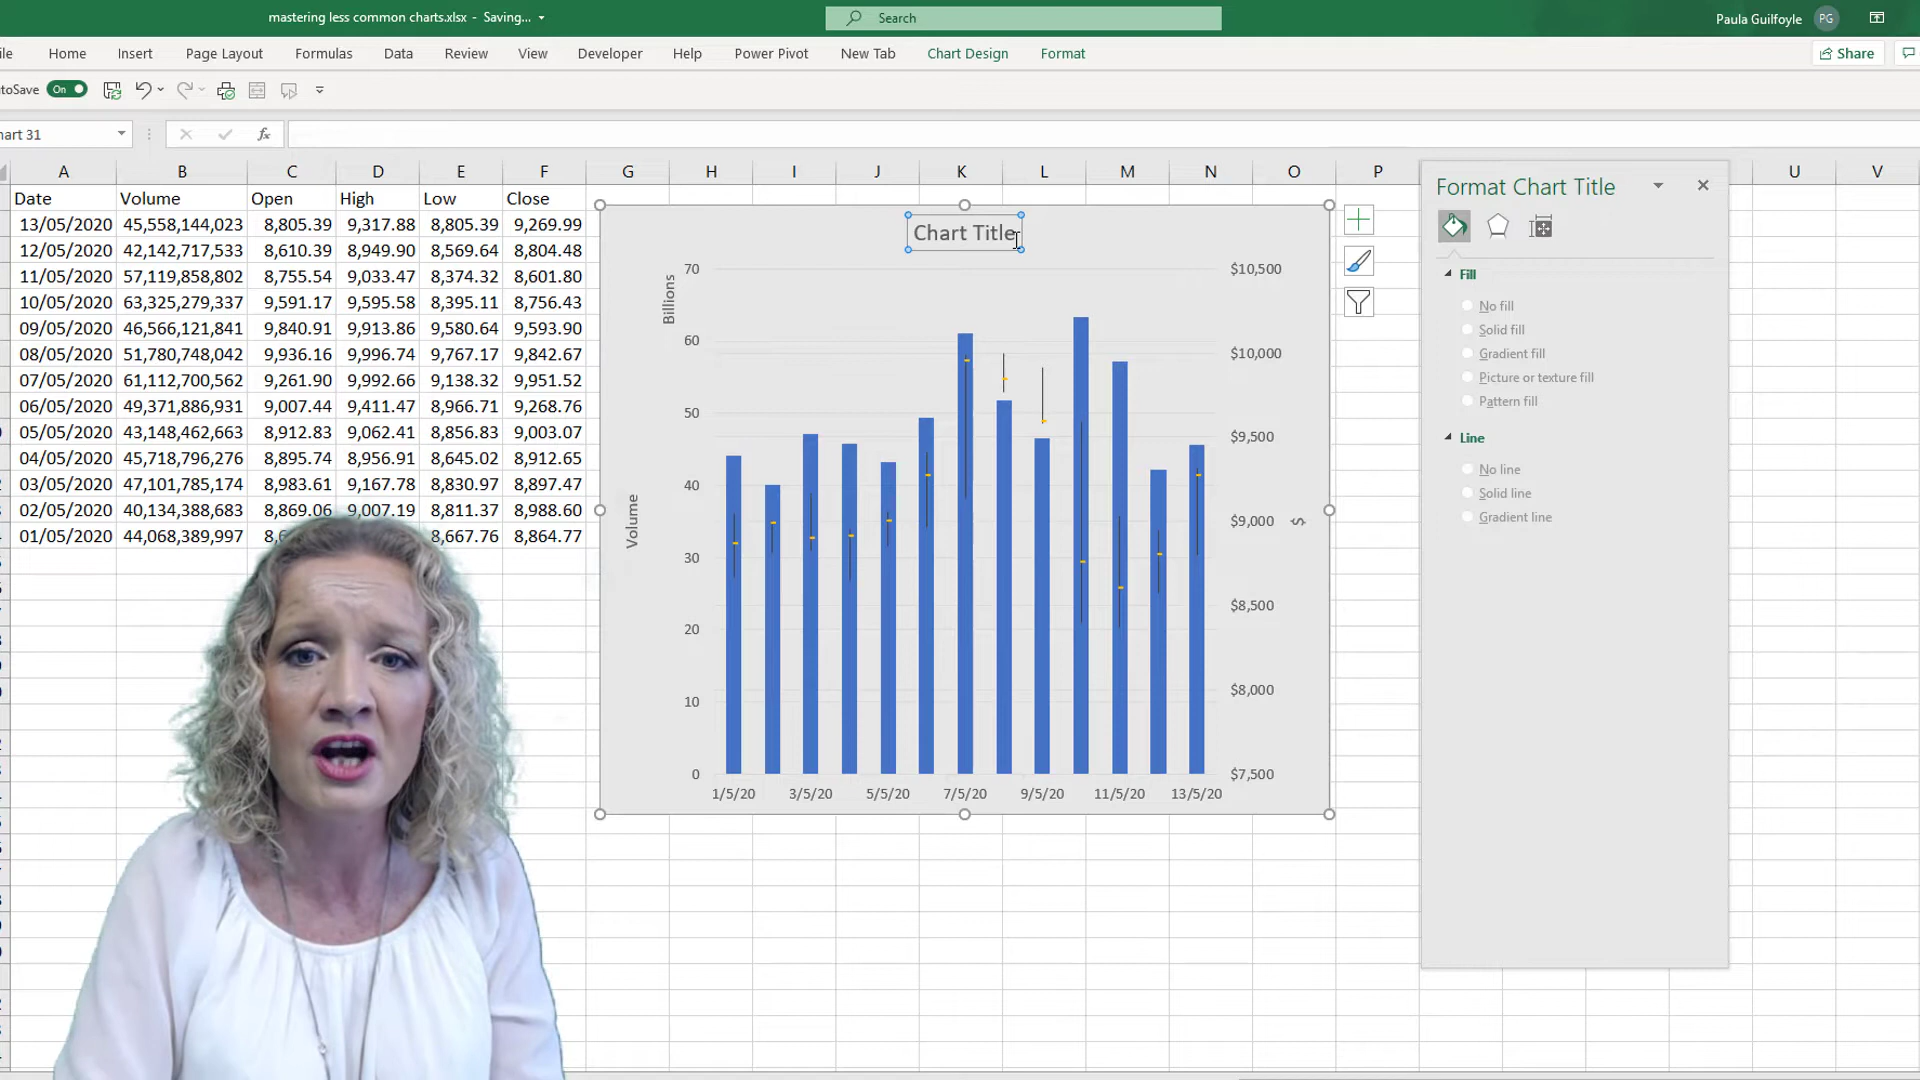 mastering less common charts.xlsx - Saving...
Search
Paula Guilfoyle PG
ile Home Insert Page Layout Formulas Data Review View Developer Help Power Pivot New Tab Chart Design Format Share
toSave On
hart 31 fx
A B C D E F G H I J K L M N O P U V
Date Volume Open High Low Close
13/05/2020 45,558,144,023 8,805.39 9,317.88 8,805.39 9,269.99
12/05/2020 42,142,717,533 8,610.39 8,949.90 8,569.64 8,804.48
11/05/2020 57,119,858,802 8,755.54 9,033.47 8,374.32 8,601.80
10/05/2020 63,325,279,337 9,591.17 9,595.58 8,395.11 8,756.43
09/05/2020 46,566,121,841 9,840.91 9,913.86 9,580.64 9,593.90
08/05/2020 51,780,748,042 9,936.16 9,996.74 9,767.17 9,842.67
07/05/2020 61,112,700,562 9,261.90 9,992.66 9,138.32 9,951.52
06/05/2020 49,371,886,931 9,007.44 9,411.47 8,966.71 9,268.76
05/05/2020 43,148,462,663 8,912.83 9,062.41 8,856.83 9,003.07
04/05/2020 45,718,796,276 8,895.74 8,956.91 8,645.02 8,912.65
03/05/2020 47,101,785,174 8,983.61 9,167.78 8,830.97 8,897.47
02/05/2020 40,134,388,683 8,869.06 9,007.19 8,811.37 8,988.60
01/05/2020 44,068,389,997 8,667.76 8,864.77
Chart Title
Billions
Volume
70
60
50
40
30
20
10
0
$10,500
$10,000
$9,500
$9,000
$8,500
$8,000
$7,500
$
1/5/20 3/5/20 5/5/20 7/5/20 9/5/20 11/5/20 13/5/20
Format Chart Title
Fill
No fill
Solid fill
Gradient fill
Picture or texture fill
Pattern fill
Line
No line
Solid line
Gradient line